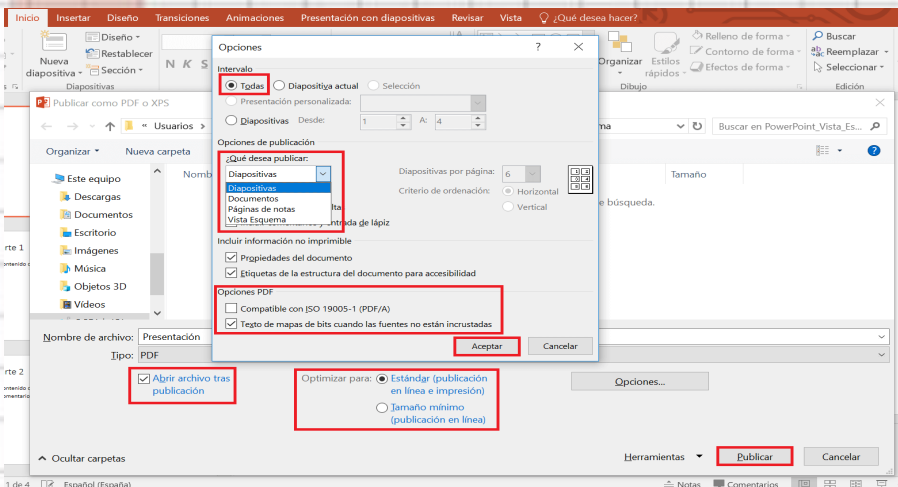 Inicio Insertar Diseño Transiciones Animaciones Presentación con diapositivas Revisar Vista ¿Qué desea hacer?
Nueva diapositiva
Diseño
Restablecer
Sección
Diapositivas
N K S
Organizar
Estilos rápidos
Relleno de forma
Contorno de forma
Efectos de forma
Dibujo
Buscar
Reemplazar
Seleccionar
Edición
Publicar como PDF o XPS
« Usuarios >
Buscar en PowerPoint_Vista_Es...
Organizar Nueva carpeta
Este equipo
Descargas
Documentos
Escritorio
Imágenes
Música
Objetos 3D
Vídeos
Nomb
Tamaño
e búsqueda.
Opciones ?
Intervalo
Todas Diapositiva actual Selección
Presentación personalizada:
Diapositivas Desde: 1 A: 4
Opciones de publicación
¿Qué desea publicar:
Diapositivas
Diapositivas
Documentos
Páginas de notas
Vista Esquema
Diapositivas por página: 6
Criterio de ordenación: Horizontal
Vertical
Incluir información no imprimible
Propiedades del documento
Etiquetas de la estructura del documento para accesibilidad
Opciones PDF
Compatible con ISO 19005-1 (PDF/A)
Texto de mapas de bits cuando las fuentes no están incrustadas
Aceptar Cancelar
Nombre de archivo: Presentación
Tipo: PDF
Abrir archivo tras
publicación
Optimizar para: Estándar (publicación
en línea e impresión)
Tamaño mínimo
(publicación en línea)
Opciones...
Ocultar carpetas
Herramientas Publicar Cancelar
rte 1
rte 2
1 de 4 Español (España) Notas Comentarios